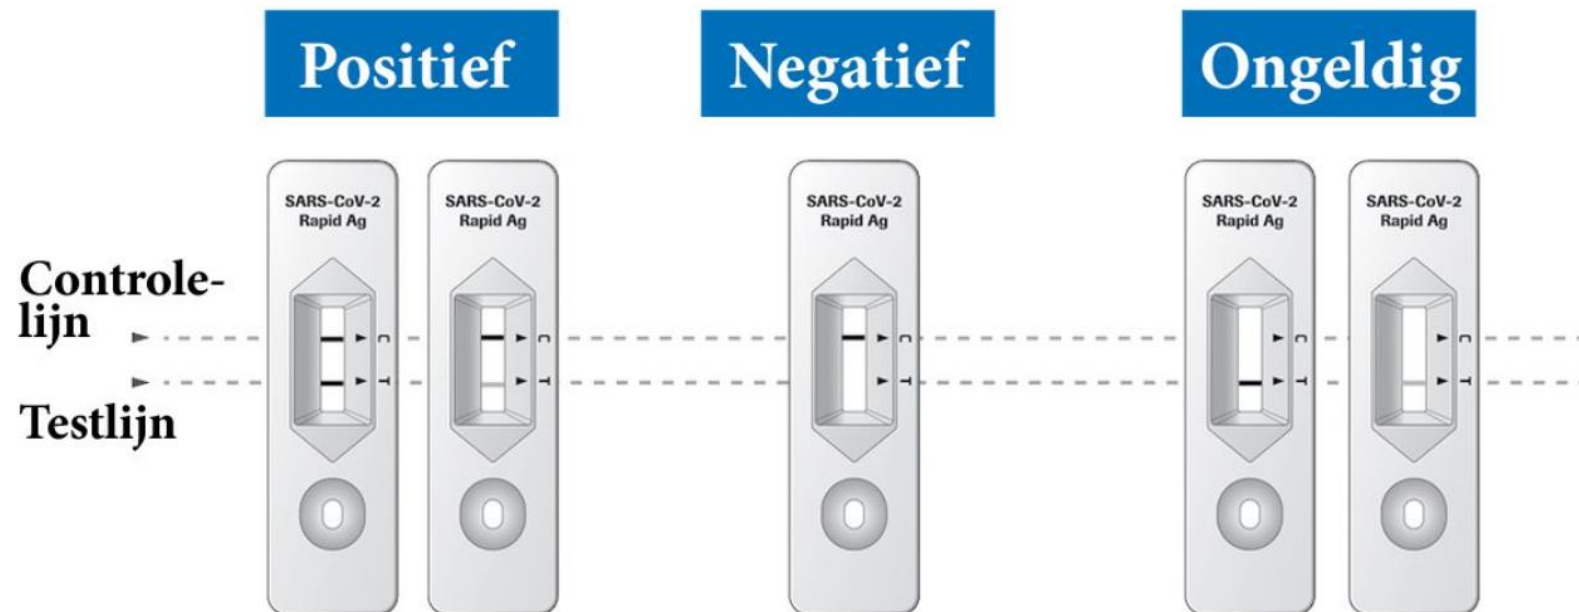 Positief
Negatief
Ongeldig
SARS-CoV-2
Rapid Ag
SARS-CoV-2
Rapid Ag
SARS-CoV-2
Rapid Ag
SARS-CoV-2
Rapid Ag
SARS-CoV-2
Rapid Ag
Controle-
lijn
C
C
C
C
C
T
T
T
T
T
Testlijn